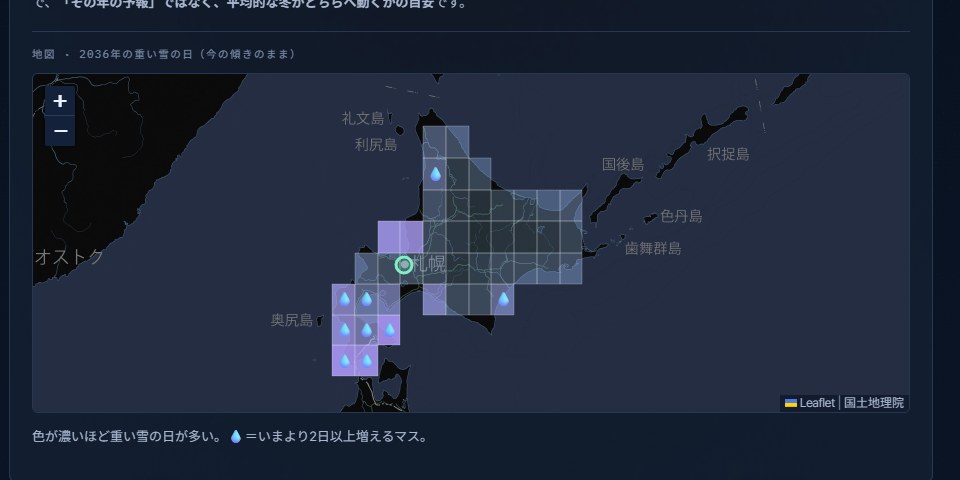 で、「その年の予報」ではなく、平均的な冬がどちらへ動くかの目安です。
地図 · 2036年の重い雪の日（今の傾きのまま）
+
−
礼文島
利尻島
択捉島
国後島
色丹島
歯舞群島
オストク
札幌
奥尻島
Leaflet | 国土地理院
色が濃いほど重い雪の日が多い。💧＝いまより2日以上増えるマス。